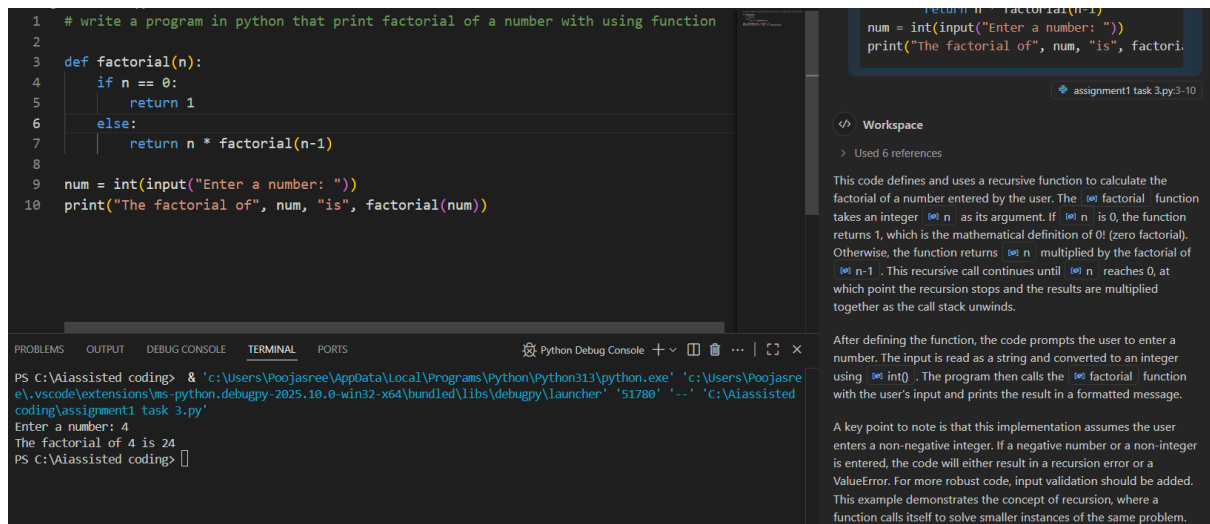 # write a program in python that print factorial of a number with using function
def factorial(n):
if n == 0:
return 1
else:
return n * factorial(n-1)
num = int(input("Enter a number: "))
print("The factorial of", num, "is", factorial(num))
1
2
3
4
5
6
7
8
9
10
PROBLEMS OUTPUT DEBUG CONSOLE TERMINAL PORTS
Python Debug Console
PS C:\Aiassisted coding> & 'c:\Users\Poojasree\AppData\Local\Programs\Python\Python313\python.exe' 'c:\Users\Poojasre
e\.vscode\extensions\ms-python.debugpy-2025.10.0-win32-x64\bundled\libs\debugpy\launcher' '51780' '--' 'C:\Aiassisted
coding\assignment1 task 3.py'
Enter a number: 4
The factorial of 4 is 24
PS C:\Aiassisted coding>
return n * factorial(n-1)
num = int(input("Enter a number: "))
print("The factorial of", num, "is", factori
assignment1 task 3.py:3-10
Workspace
Used 6 references
This code defines and uses a recursive function to calculate the
factorial of a number entered by the user. The factorial function
takes an integer n as its argument. If n is 0, the function
returns 1, which is the mathematical definition of 0! (zero factorial).
Otherwise, the function returns n multiplied by the factorial of
n-1 . This recursive call continues until n reaches 0, at
which point the recursion stops and the results are multiplied
together as the call stack unwinds.
After defining the function, the code prompts the user to enter a
number. The input is read as a string and converted to an integer
using int() . The program then calls the factorial function
with the user's input and prints the result in a formatted message.
A key point to note is that this implementation assumes the user
enters a non-negative integer. If a negative number or a non-integer
is entered, the code will either result in a recursion error or a
ValueError. For more robust code, input validation should be added.
This example demonstrates the concept of recursion, where a
function calls itself to solve smaller instances of the same problem.